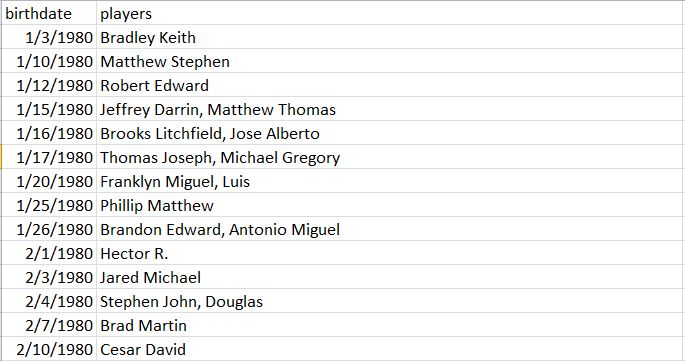 birthdate players
1/3/1980 Bradley Keith
1/10/1980 Matthew Stephen
1/12/1980 Robert Edward
1/15/1980 Jeffrey Darrin, Matthew Thomas
1/16/1980 Brooks Litchfield, Jose Alberto
1/17/1980 Thomas Joseph, Michael Gregory
1/20/1980 Franklyn Miguel, Luis
1/25/1980 Phillip Matthew
1/26/1980 Brandon Edward, Antonio Miguel
2/1/1980 Hector R.
2/3/1980 Jared Michael
2/4/1980 Stephen John, Douglas
2/7/1980 Brad Martin
2/10/1980 Cesar David